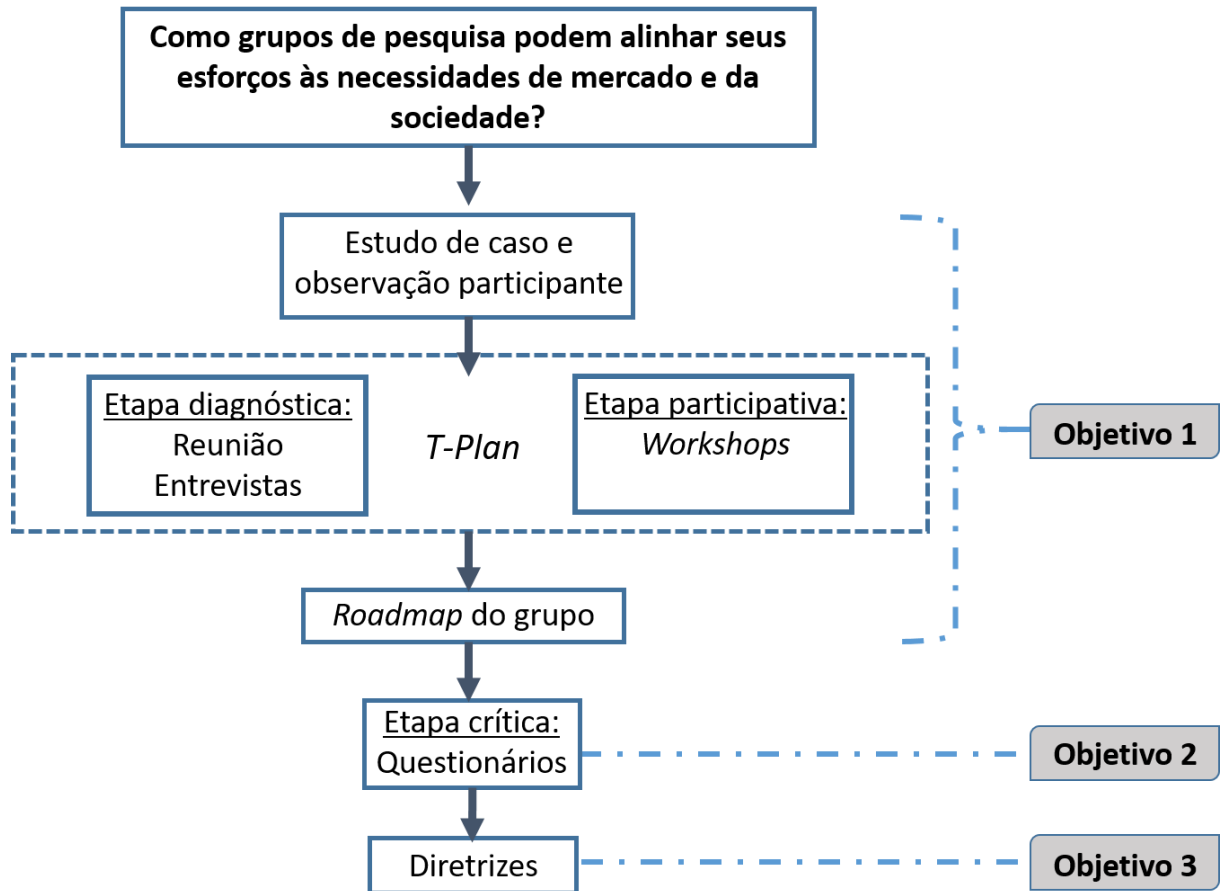 Como grupos de pesquisa podem alinhar seus
esforços às necessidades de mercado e da
sociedade?
Estudo de caso e
observação participante
Etapa diagnóstica:
Reunião
Entrevistas
T-Plan
Etapa participativa:
Workshops
Objetivo 1
Roadmap do grupo
Etapa crítica:
Questionários
Objetivo 2
Diretrizes
Objetivo 3